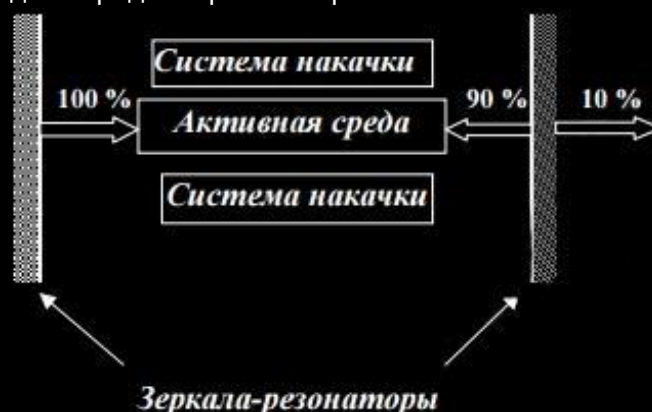 Система накачки
100 %
Активная среда
90 %
10 %
Система накачки
Зеркала-резонаторы